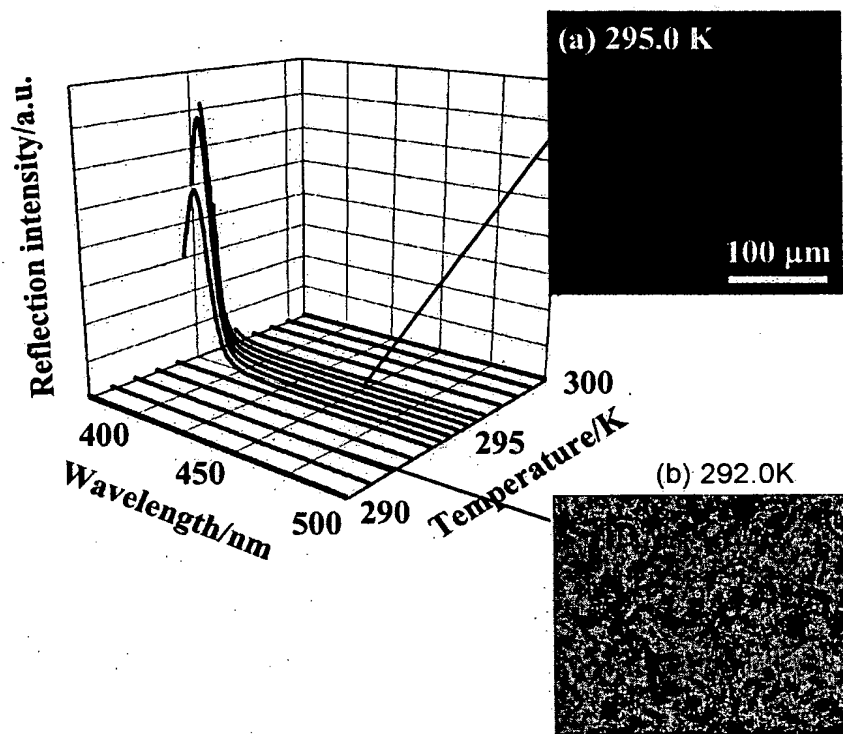 (a) 295.0 K
100 μm
Reflection intensity/a.u.
400
450
500
Wavelength/nm
290
295
300
Temperature/K
(b) 292.0K